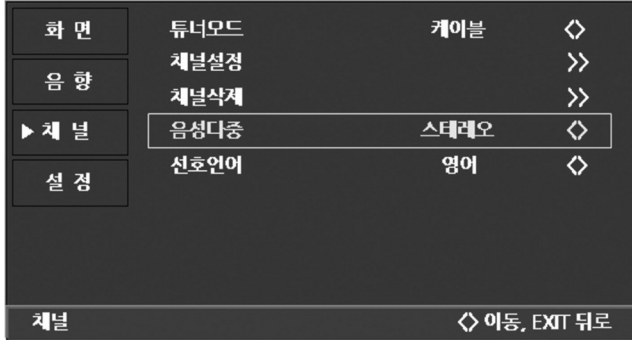 화면
튜너모드 케이블 <>
채널설정 >>
음향
채널삭제 >>
▶채널
음성다중 스테레오 <>
선호언어 영어 <>
설정
채널 <> 이동, EXIT 뒤로